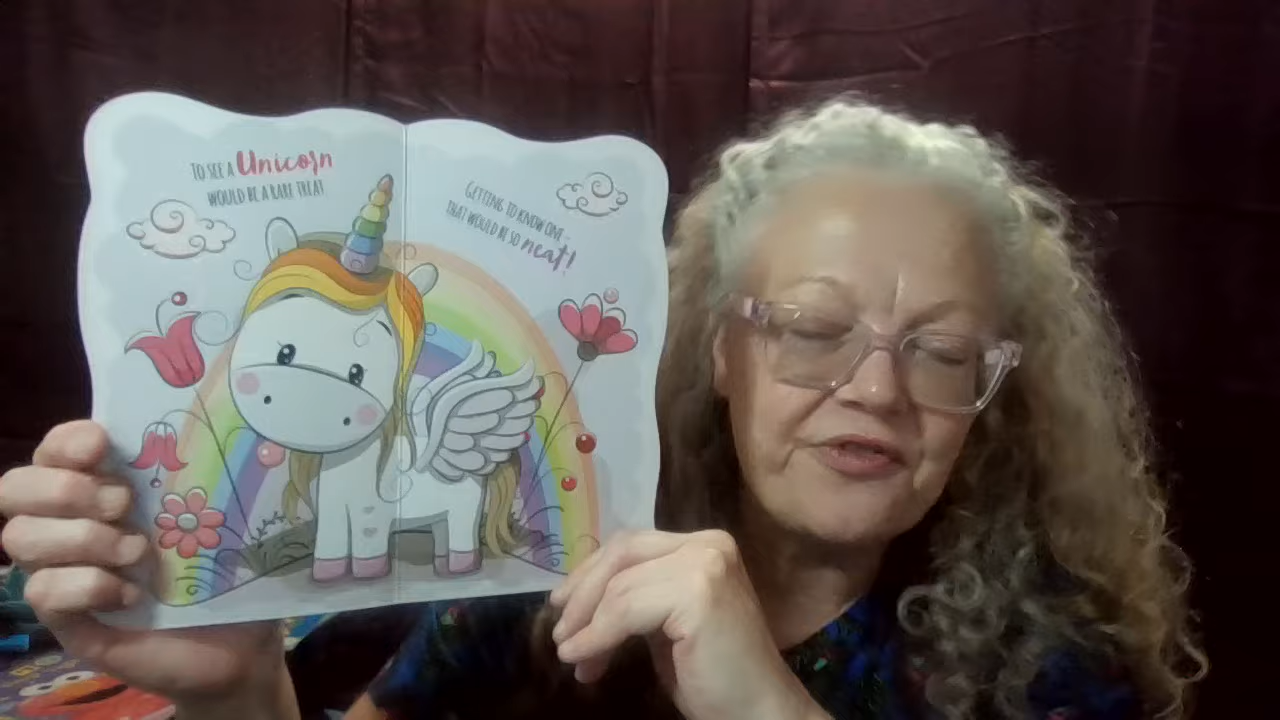 TO SEE A Unicorn
WOULD BE A RARE TREAT
GETTING TO KNOW ONE -
THAT WOULD BE SO neat!